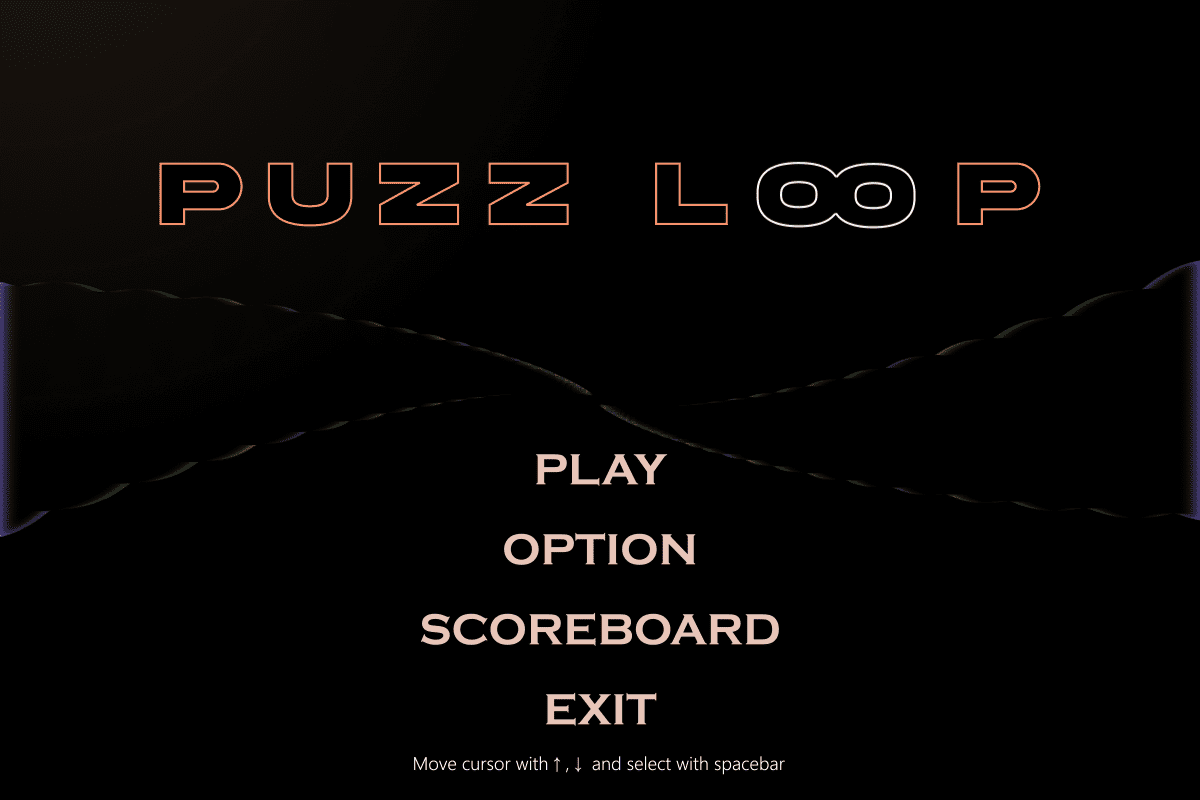 PUZZ LOOP
PLAY
OPTION
SCOREBOARD
EXIT
Move cursor with ↑ , ↓ and select with spacebar